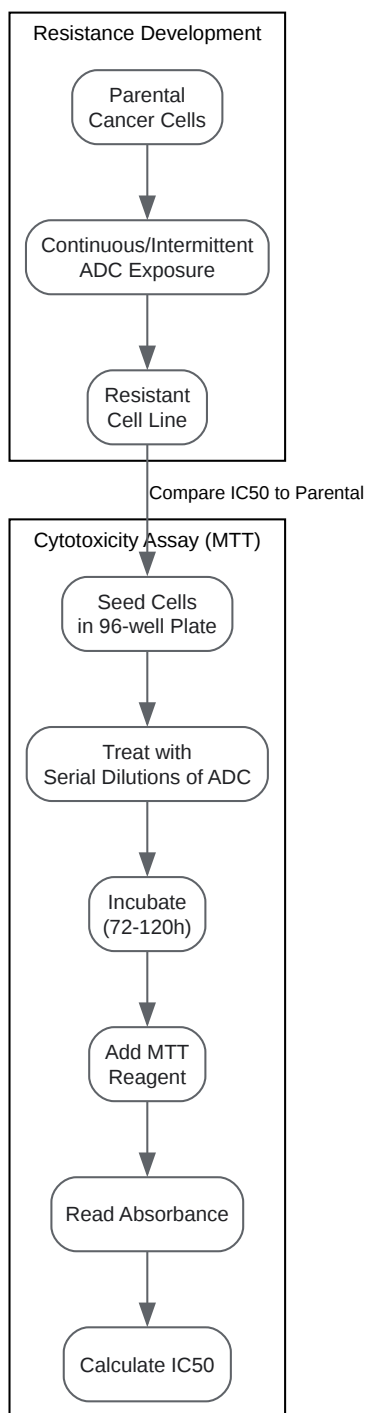 Resistance Development
Parental
Cancer Cells
Continuous/Intermittent
ADC Exposure
Resistant
Cell Line
Compare IC50 to Parental
Cytotoxicity Assay (MTT)
Seed Cells
in 96-well Plate
Treat with
Serial Dilutions of ADC
Incubate
(72-120h)
Add MTT
Reagent
Read Absorbance
Calculate IC50